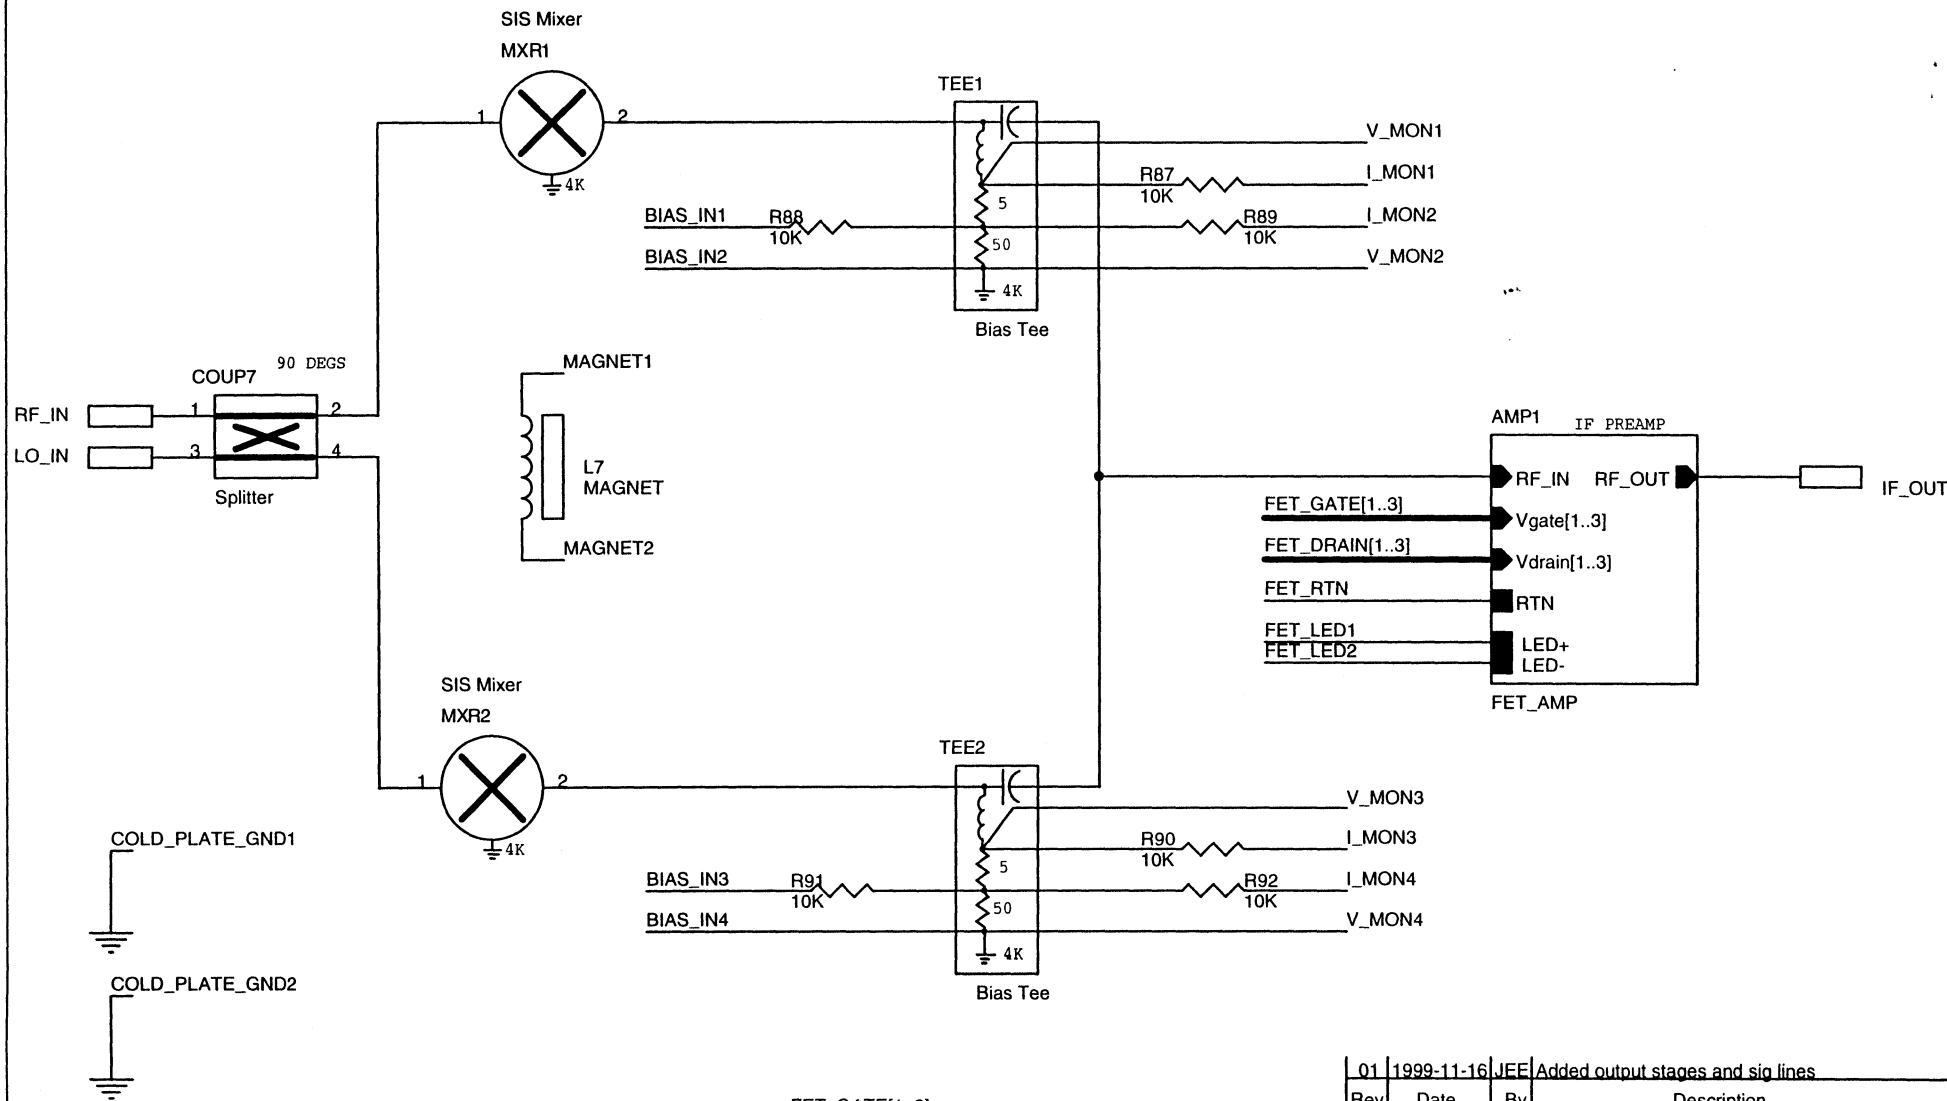 SIS Mixer
MXR1
1
2
4K
TEE1
V_MON1
R87
10K
I_MON1
5
BIAS_IN1
R88
10K
R89
10K
I_MON2
50
BIAS_IN2
V_MON2
4K
Bias Tee
90 DEGS
COUP7
RF_IN
1
2
LO_IN
3
4
Splitter
MAGNET1
L7
MAGNET
MAGNET2
AMP1
IF PREAMP
RF_IN
RF_OUT
IF_OUT
FET_GATE[1..3]
Vgate[1..3]
FET_DRAIN[1..3]
Vdrain[1..3]
FET_RTN
RTN
FET_LED1
LED+
FET_LED2
LED-
FET_AMP
SIS Mixer
MXR2
1
2
4K
TEE2
V_MON3
R90
10K
I_MON3
5
BIAS_IN3
R91
10K
R92
10K
I_MON4
50
BIAS_IN4
V_MON4
4K
Bias Tee
COLD_PLATE_GND1
COLD_PLATE_GND2
01 1999-11-16 JEE Added output stages and sig lines
Rev Date By Description